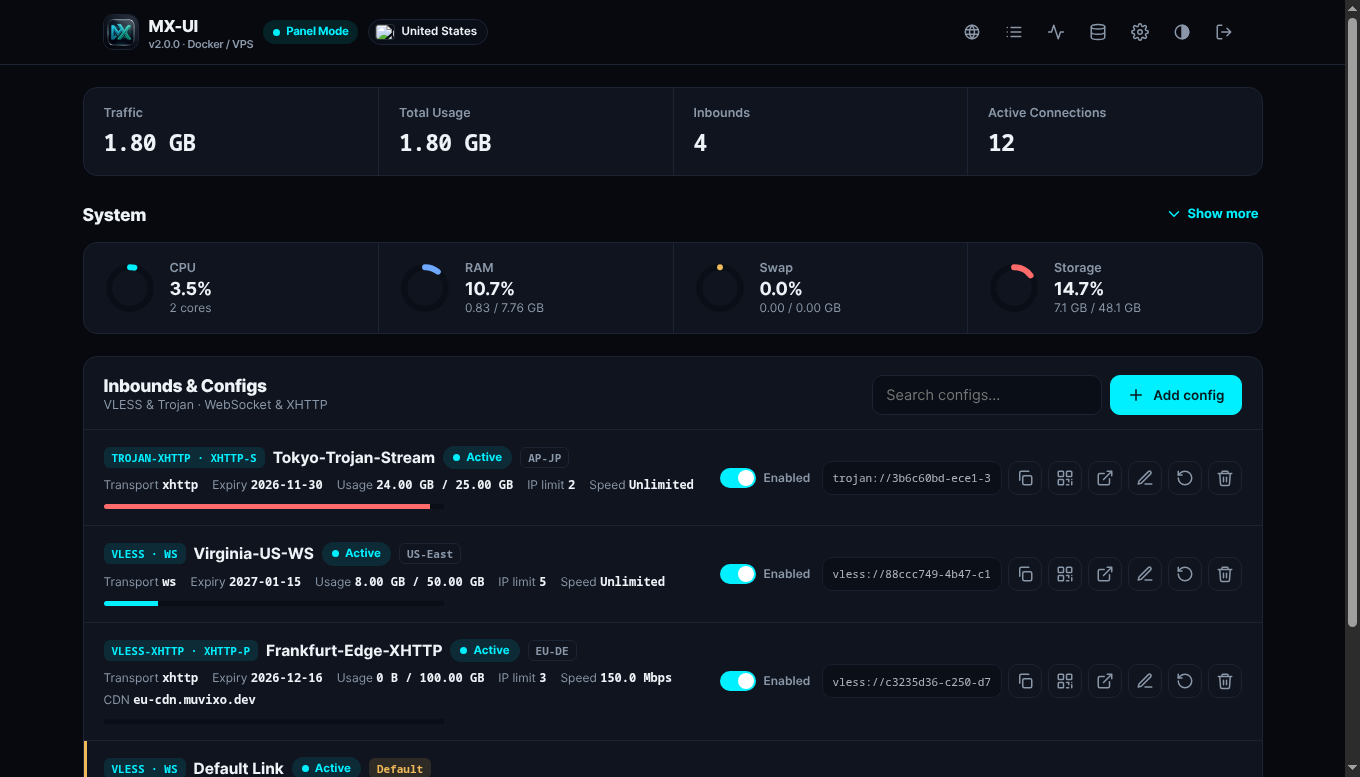 MX-UI
v2.0.0 · Docker / VPS
Panel Mode
United States
Traffic
1.80 GB
Total Usage
1.80 GB
Inbounds
4
Active Connections
12
System
Show more
CPU
3.5%
2 cores
RAM
10.7%
0.83 / 7.76 GB
Swap
0.0%
0.00 / 0.00 GB
Storage
14.7%
7.1 GB / 48.1 GB
Inbounds & Configs
VLESS & Trojan · WebSocket & XHTTP
Search configs...
Add config
TROJAN-XHTTP · XHTTP-S Tokyo-Trojan-Stream Active AP-JP
Transport xhttp Expiry 2026-11-30 Usage 24.00 GB / 25.00 GB IP limit 2 Speed Unlimited
Enabled
trojan://3b6c60bd-ece1-3
VLESS · WS Virginia-US-WS Active US-East
Transport ws Expiry 2027-01-15 Usage 8.00 GB / 50.00 GB IP limit 5 Speed Unlimited
Enabled
vless://88ccc749-4b47-c1
VLESS-XHTTP · XHTTP-P Frankfurt-Edge-XHTTP Active EU-DE
Transport xhttp Expiry 2026-12-16 Usage 0 B / 100.00 GB IP limit 3 Speed 150.0 Mbps
CDN eu-cdn.muvixo.dev
Enabled
vless://c3235d36-c250-d7
VLESS · WS Default Link Active Default